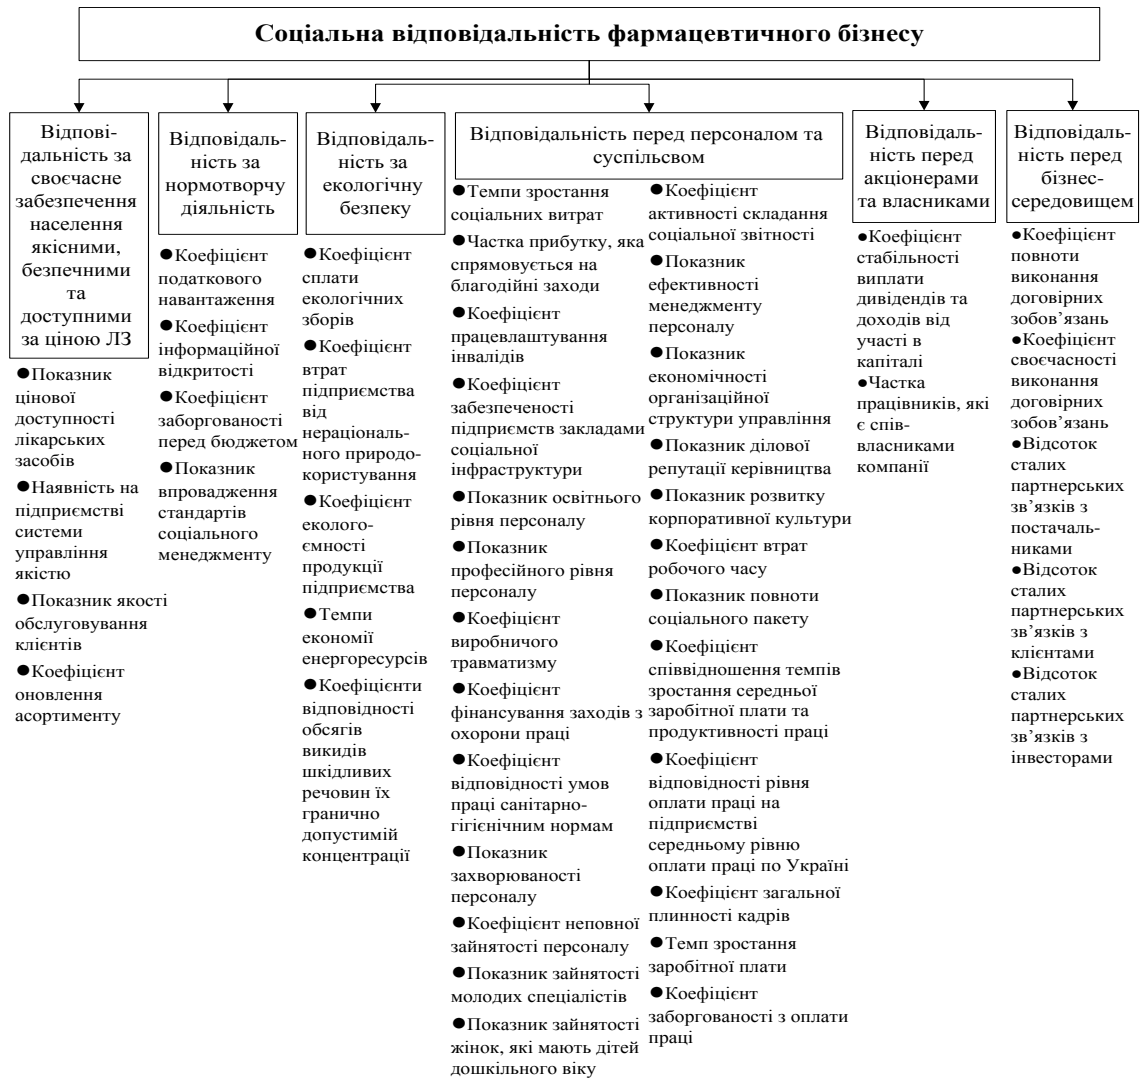 Соціальна відповідальність фармацевтичного бізнесу
Відпові-
дальність за
своєчасне
забезпечення
населення
якісними,
безпечними
та
доступними
за ціною ЛЗ
●Показник
цінової
доступності
лікарських
засобів
●Наявність на
підприємстві
системи
управління
якістю
●Показник якості
обслуговування
клієнтів
●Коефіцієнт
оновлення
асортименту
Відповідаль-
ність за
нормотворчу
діяльність
●Коефіцієнт
податкового
навантаження
●Коефіцієнт
інформаційної
відкритості
●Коефіцієнт
заборгованості
перед бюджетом
●Показник
впровадження
стандартів
соціального
менеджменту
Відповідаль-
ність за
екологічну
безпеку
●Коефіцієнт
сплати
екологічних
зборів
●Коефіцієнт
втрат
підприємства
від
нераціональ-
ного природо-
користування
●Коефіцієнт
еколого-
ємності
продукції
підприємства
●Темпи
економії
енергоресурсів
●Коефіцієнти
відповідності
обсягів
викидів
шкідливих
речовин їх
гранично
допустимій
концентрації
Відповідальність перед персоналом та
суспільсвом
●Темпи зростання
соціальних витрат
●Частка прибутку, яка
спрямовується на
благодійні заходи
●Коефіцієнт
працевлаштування
інвалідів
●Коефіцієнт
забезпеченості
підприємств закладами
соціальної
інфраструктури
●Показник освітнього
рівня персоналу
●Показник
професійного рівня
персоналу
●Коефіцієнт
виробничого
травматизму
●Коефіцієнт
фінансування заходів з
охорони праці
●Коефіцієнт
відповідності умов
праці санітарно-
гігієнічним нормам
●Показник
захворюваності
персоналу
●Коефіцієнт неповної
зайнятості персоналу
●Показник зайнятості
молодих спеціалістів
●Показник зайнятості
жінок, які мають дітей
дошкільного віку
●Коефіцієнт
активності складання
соціальної звітності
●Показник
ефективності
менеджменту
персоналу
●Показник
економічності
організаційної
структури управління
●Показник ділової
репутації керівництва
●Показник розвитку
корпоративної культури
●Коефіцієнт втрат
робочого часу
●Показник повноти
соціального пакету
●Коефіцієнт
співвідношення темпів
зростання середньої
заробітної плати та
продуктивності праці
●Коефіцієнт
відповідності рівня
оплати праці на
підприємстві
середньому рівню
оплати праці по Україні
●Коефіцієнт загальної
плинності кадрів
●Темп зростання
заробітної плати
●Коефіцієнт
заборгованості з оплати
праці
Відповідаль-
ність перед
акціонерами
та власниками
●Коефіцієнт
стабільності
виплати
дивідендів та
доходів від
участі в
капіталі
●Частка
працівників, які
є спів-
власниками
компанії
Відповідаль-
ність перед
бізнес-
середовищем
●Коефіцієнт
повноти
виконання
договірних
зобов’язань
●Коефіцієнт
своєчасності
виконання
договірних
зобов’язань
●Відсоток
сталих
партнерських
зв’язків з
постачаль-
никами
●Відсоток
сталих
партнерських
зв’язків з
клієнтами
●Відсоток
сталих
партнерських
зв’язків з
інвесторами